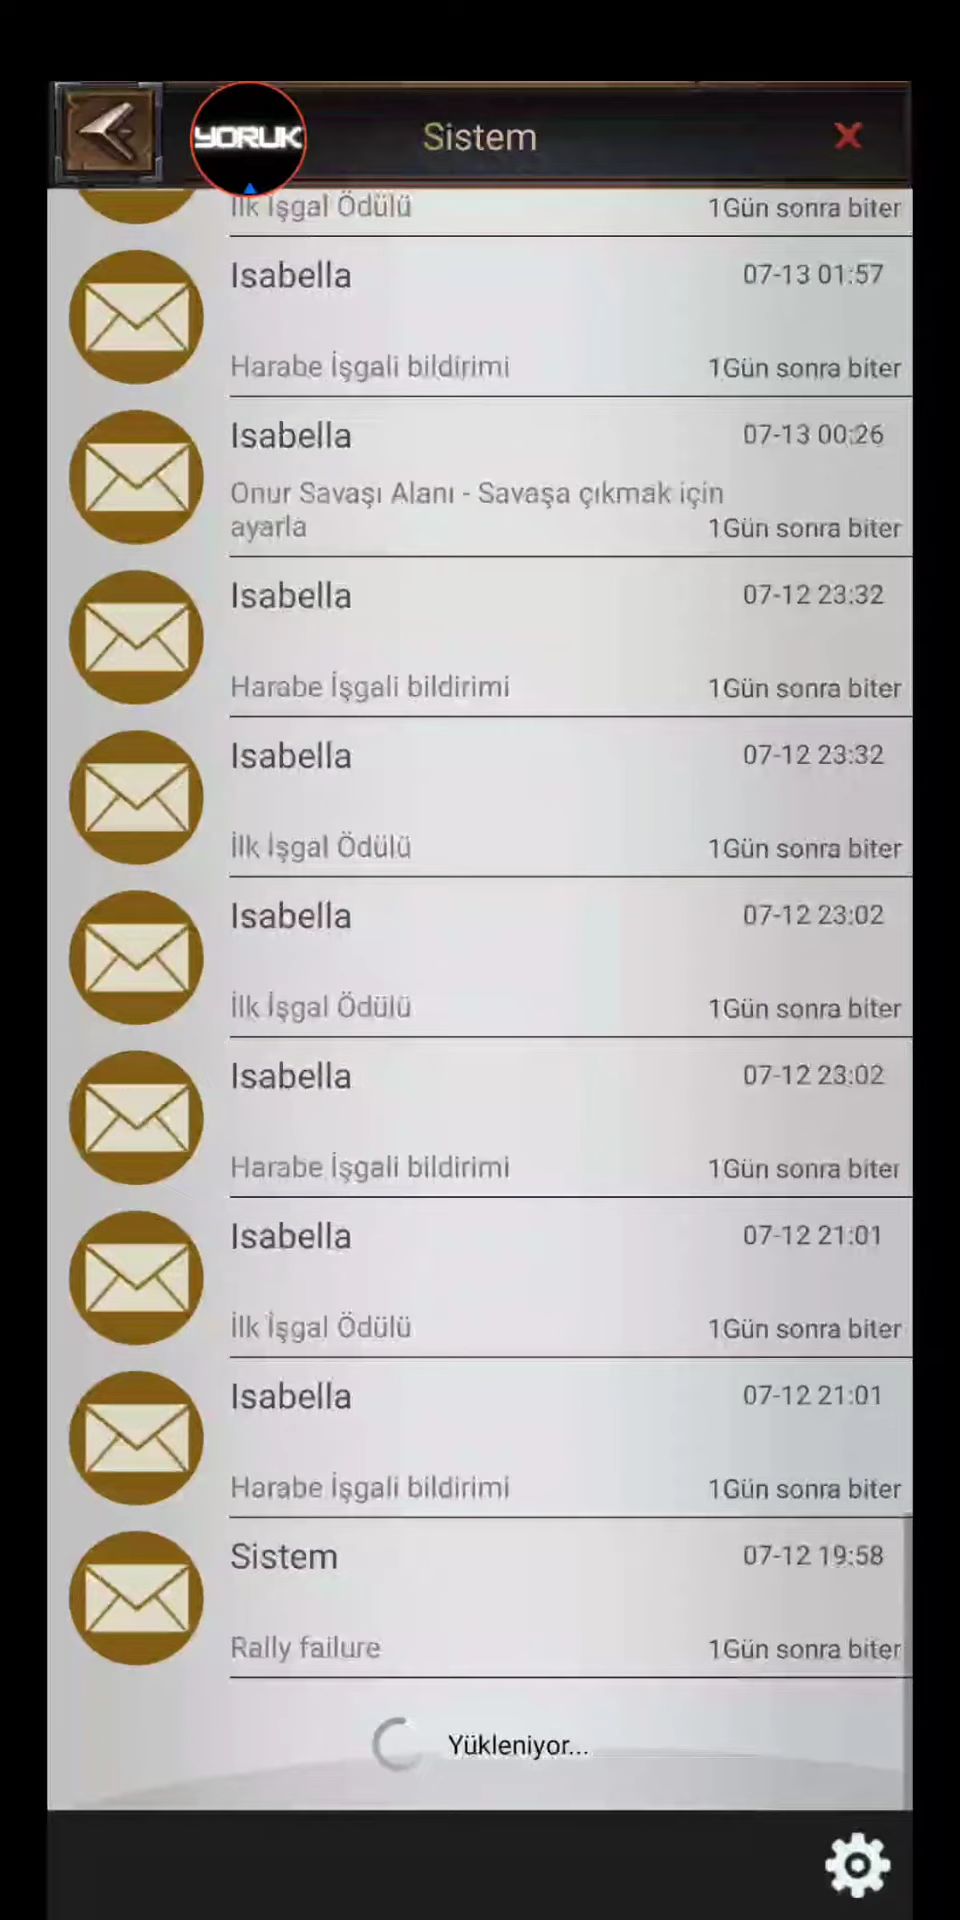 YORUK
Sistem
İlk İşgal Ödülü
1Gün sonra biter
Isabella
07-13 01:57
Harabe İşgali bildirimi
1Gün sonra biter
Isabella
07-13 00:26
Onur Savaşı Alanı - Savaşa çıkmak için
ayarla
1Gün sonra biter
Isabella
07-12 23:32
Harabe İşgali bildirimi
1Gün sonra biter
Isabella
07-12 23:32
İlk İşgal Ödülü
1Gün sonra biter
Isabella
07-12 23:02
İlk İşgal Ödülü
1Gün sonra biter
Isabella
07-12 23:02
Harabe İşgali bildirimi
1Gün sonra biter
Isabella
07-12 21:01
İlk İşgal Ödülü
1Gün sonra biter
Isabella
07-12 21:01
Harabe İşgali bildirimi
1Gün sonra biter
Sistem
07-12 19:58
Rally failure
1Gün sonra biter
Yükleniyor...